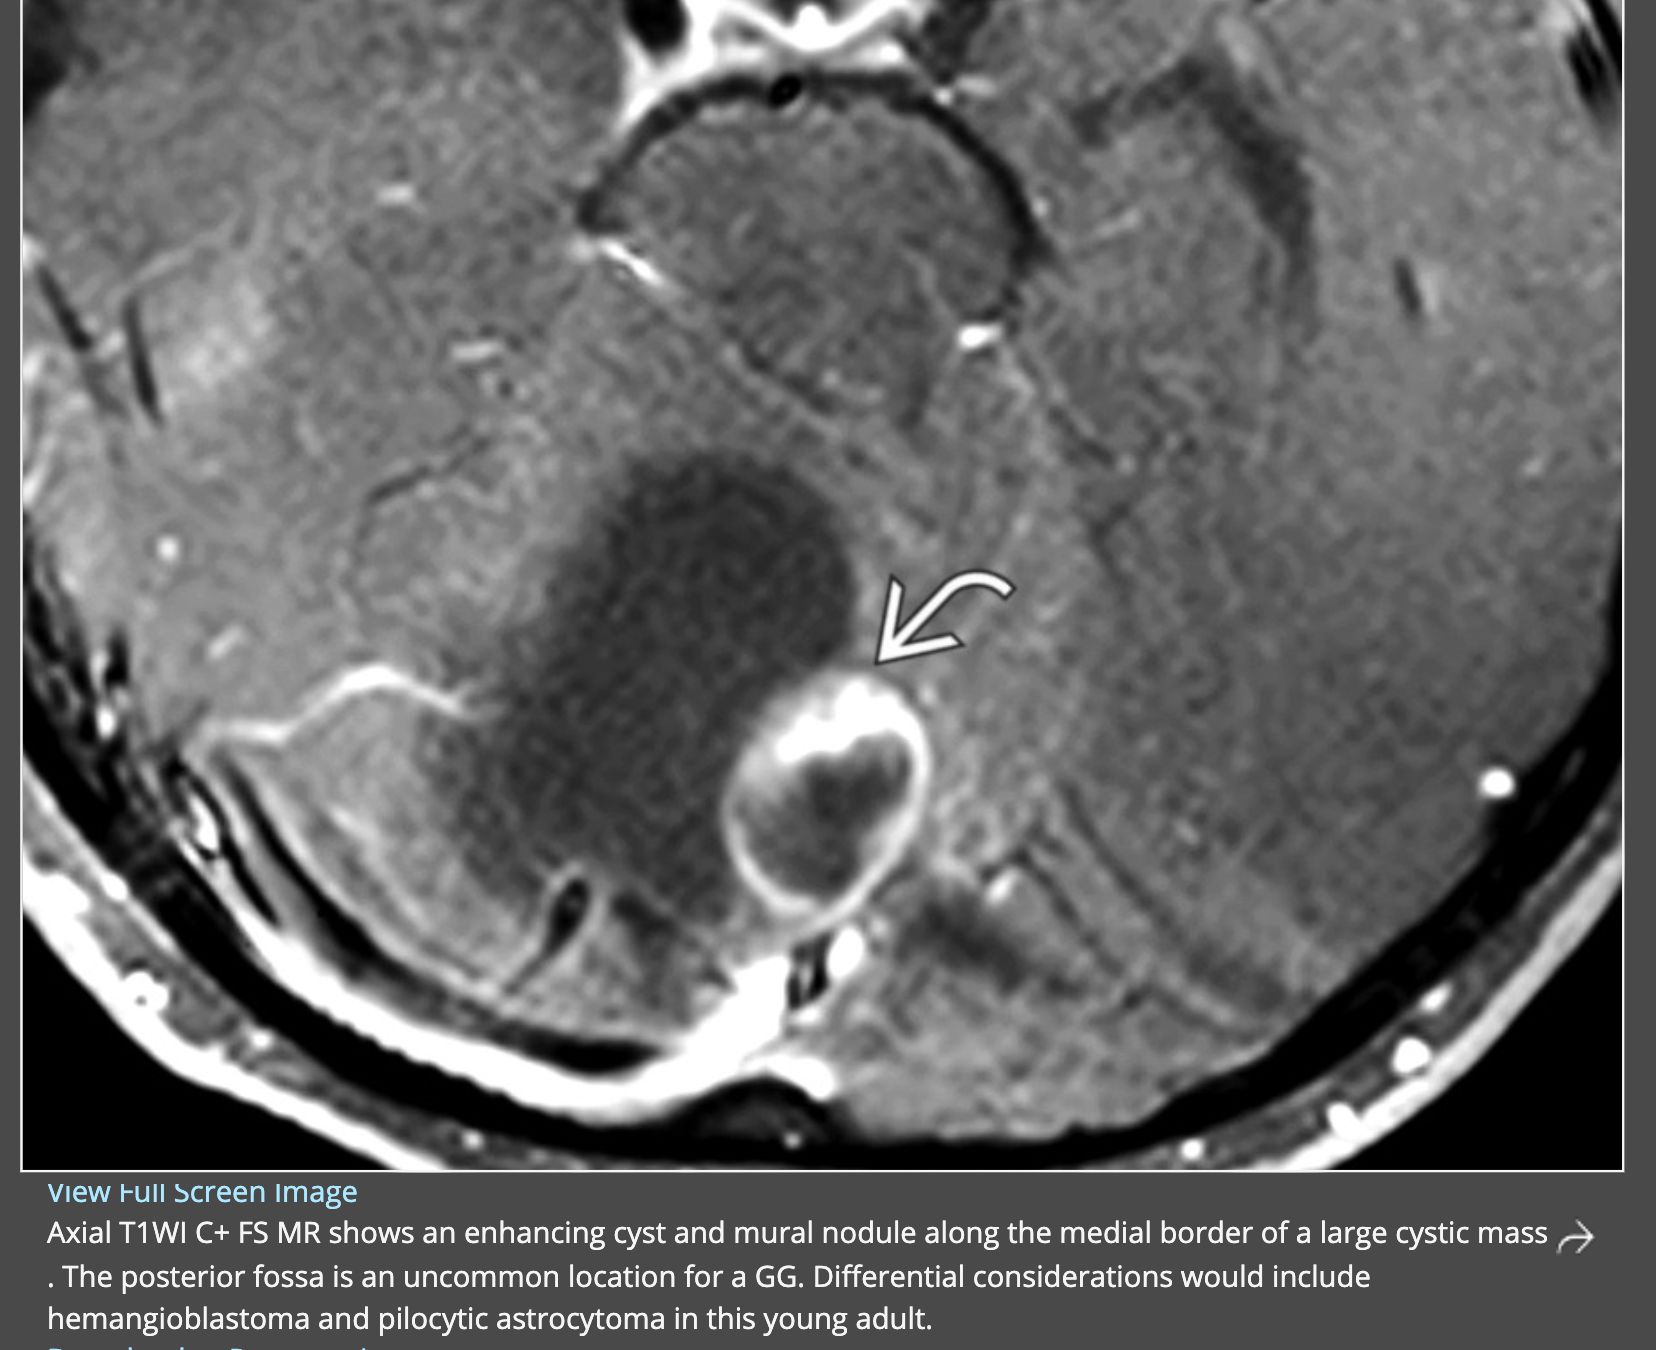 View Full Screen Image
Axial T1WI C+ FS MR shows an enhancing cyst and mural nodule along the medial border of a large cystic mass
. The posterior fossa is an uncommon location for a GG. Differential considerations would include
hemangioblastoma and pilocytic astrocytoma in this young adult.